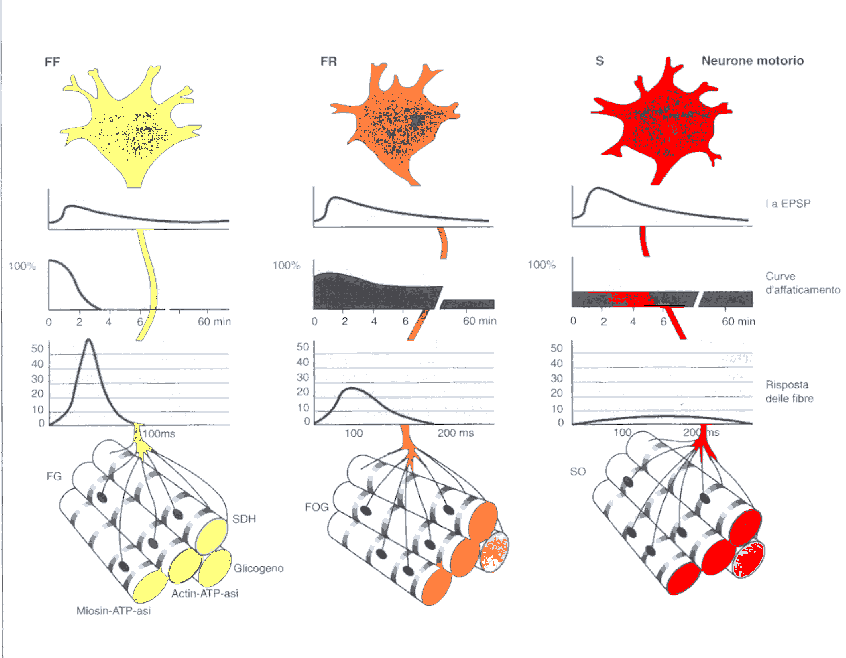 FF
FR
S
Neurone motorio
I a EPSP
100%
100%
100%
Curve
d'affaticamento
0 2 4 6 60 min
0 2 4 6 60 min
0 2 4 6 60 min
50
40
30
20
10
0
100ms
50
40
30
20
10
0
100 200 ms
50
40
30
20
10
0
100 200 ms
Risposta
delle fibre
FG
SDH
Glicogeno
Actin-ATP-asi
Miosin-ATP-asi
FOG
SO